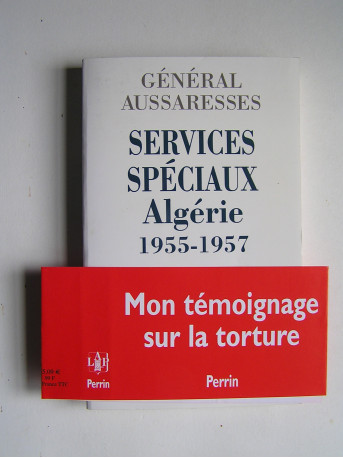 GÉNÉRAL
AUSSARESSES
SERVICES
SPÉCIAUX
Algérie
1955-1957
Mon témoignage
sur la torture
Perrin
Perrin